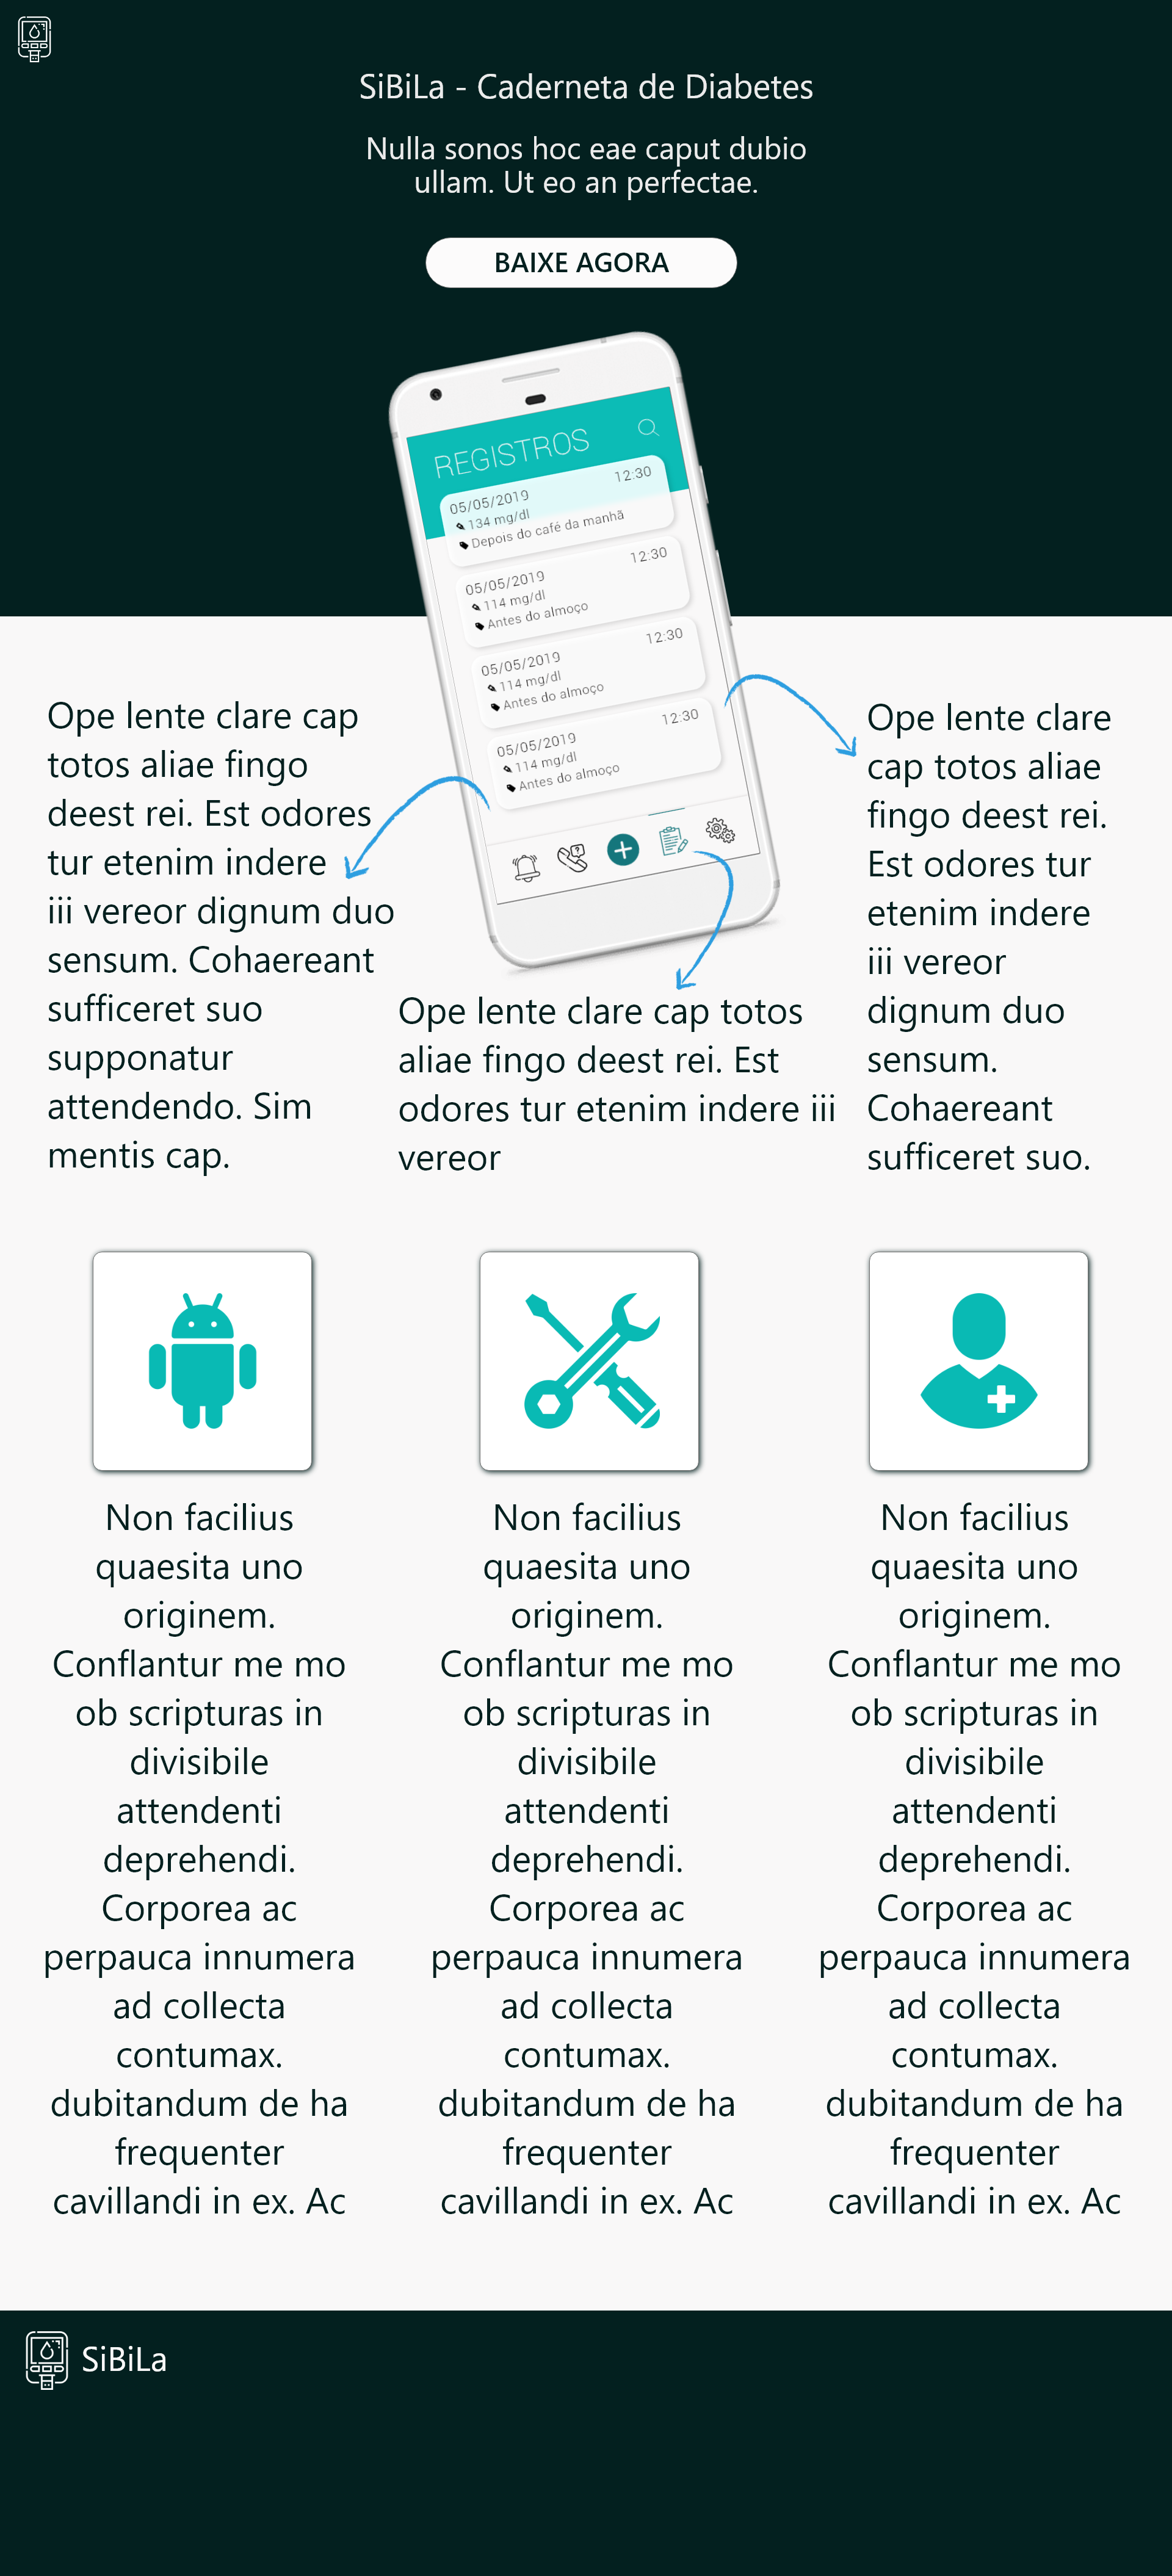 SiBiLa - Caderneta de Diabetes
Nulla sonos hoc eae caput dubio
ullam. Ut eo an perfectae.
BAIXE AGORA
REGISTROS
05/05/2019 12:30
134 mg/dl
Depois do café da manhã
05/05/2019 12:30
114 mg/dl
Antes do almoço
05/05/2019 12:30
114 mg/dl
Antes do almoço
05/05/2019 12:30
114 mg/dl
Antes do almoço
Ope lente clare cap
totos aliae fingo
deest rei. Est odores
tur etenim indere
iii vereor dignum duo
sensum. Cohaereant
sufficeret suo
supponatur
attendendo. Sim
mentis cap.
Ope lente clare cap totos
aliae fingo deest rei. Est
odores tur etenim indere iii
vereor
Ope lente clare
cap totos aliae
fingo deest rei.
Est odores tur
etenim indere
iii vereor
dignum duo
sensum.
Cohaereant
sufficeret suo.
Non facilius
quaesita uno
originem.
Conflantur me mo
ob scripturas in
divisibile
attendenti
deprehendi.
Corporea ac
perpauca innumera
ad collecta
contumax.
dubitandum de ha
frequenter
cavillandi in ex. Ac
Non facilius
quaesita uno
originem.
Conflantur me mo
ob scripturas in
divisibile
attendenti
deprehendi.
Corporea ac
perpauca innumera
ad collecta
contumax.
dubitandum de ha
frequenter
cavillandi in ex. Ac
Non facilius
quaesita uno
originem.
Conflantur me mo
ob scripturas in
divisibile
attendenti
deprehendi.
Corporea ac
perpauca innumera
ad collecta
contumax.
dubitandum de ha
frequenter
cavillandi in ex. Ac
SiBiLa